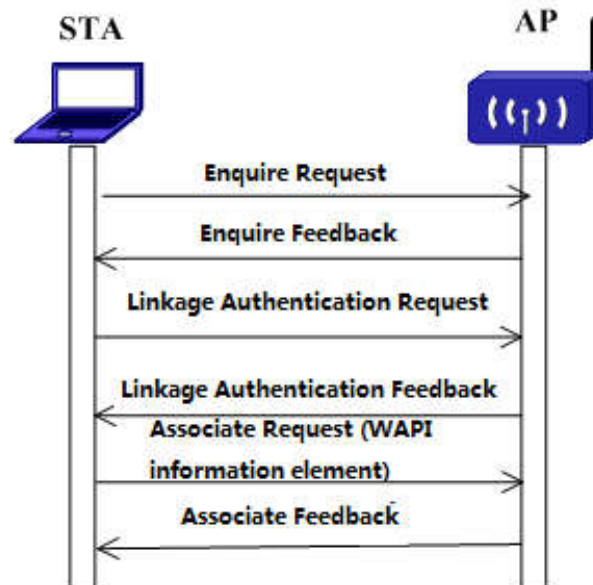 STA
AP
Enquire Request
Enquire Feedback
Linkage Authentication Request
Linkage Authentication Feedback
Associate Request (WAPI
information element)
Associate Feedback